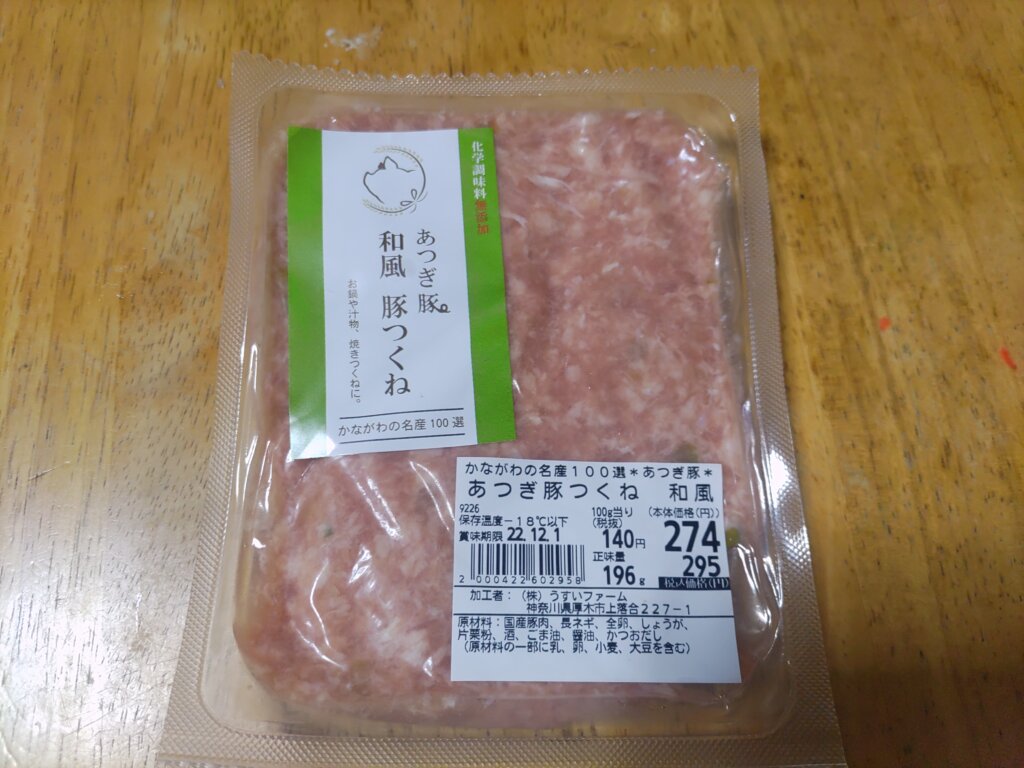 化学調味料無添加
あつぎ豚
和風 豚つくね
お鍋や汁物、焼きつくねに。
かながわの名産100選
かながわの名産100選＊あつぎ豚＊
あつぎ豚つくね 和風
9226
保存温度－18℃以下
賞味期限 22.12.1
100g当り
(税抜)
140円
正味量
196g
(本体価格(円))
274
295
税込価格(円)
2 000422 602958
加工者：（株）うすいファーム
神奈川県厚木市上落合227-1
原材料：国産豚肉、長ネギ、全卵、しょうが、
片栗粉、酒、ごま油、醤油、かつおだし
（原材料の一部に乳、卵、小麦、大豆を含む）